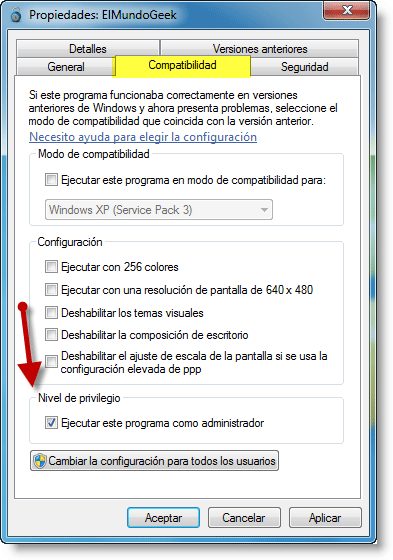 Propiedades: ElMundoGeek
Detalles
Versiones anteriores
General
Compatibilidad
Seguridad
Si este programa funcionaba correctamente en versiones
anteriores de Windows y ahora presenta problemas, seleccione el
modo de compatibilidad que coincida con la versión anterior.
Necesito ayuda para elegir la configuración
Modo de compatibilidad
Ejecutar este programa en modo de compatibilidad para:
Windows XP (Service Pack 3)
Configuración
Ejecutar con 256 colores
Ejecutar con una resolución de pantalla de 640 x 480
Deshabilitar los temas visuales
Deshabilitar la composición de escritorio
Deshabilitar el ajuste de escala de la pantalla si se usa la
configuración elevada de ppp
Nivel de privilegio
Ejecutar este programa como administrador
Cambiar la configuración para todos los usuarios
Aceptar
Cancelar
Aplicar